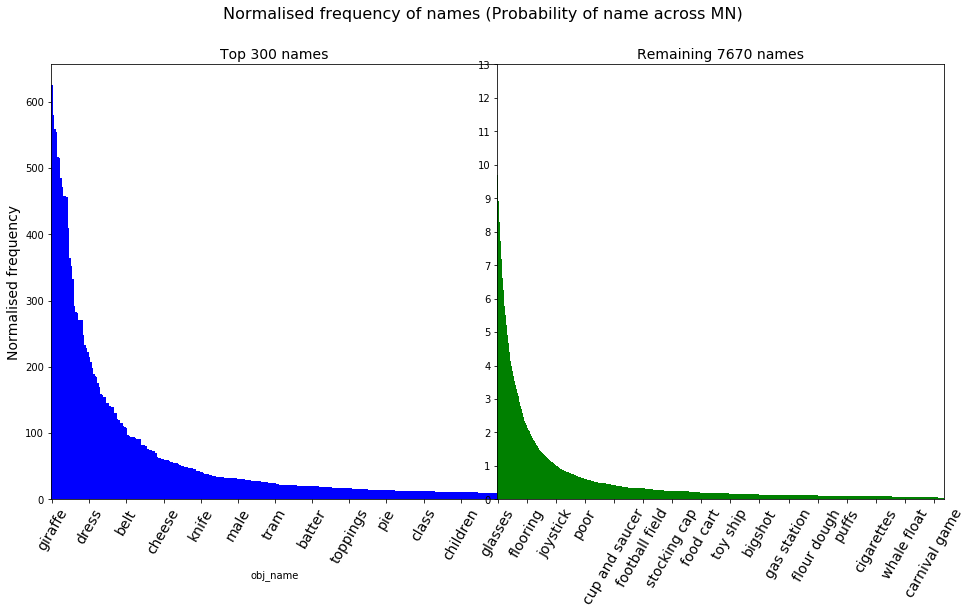 Normalised frequency of names (Probability of name across MN)
Top 300 names
Remaining 7670 names
Normalised frequency
600
500
400
300
200
100
0
13
12
11
10
9
8
7
6
5
4
3
2
1
0
giraffe
dress
belt
cheese
knife
male
tram
batter
toppings
pie
class
children
glasses
flooring
joystick
poor
cup and saucer
football field
stocking cap
food cart
toy ship
bigshot
gas station
flour dough
puffs
cigarettes
whale float
carnival game
obj_name